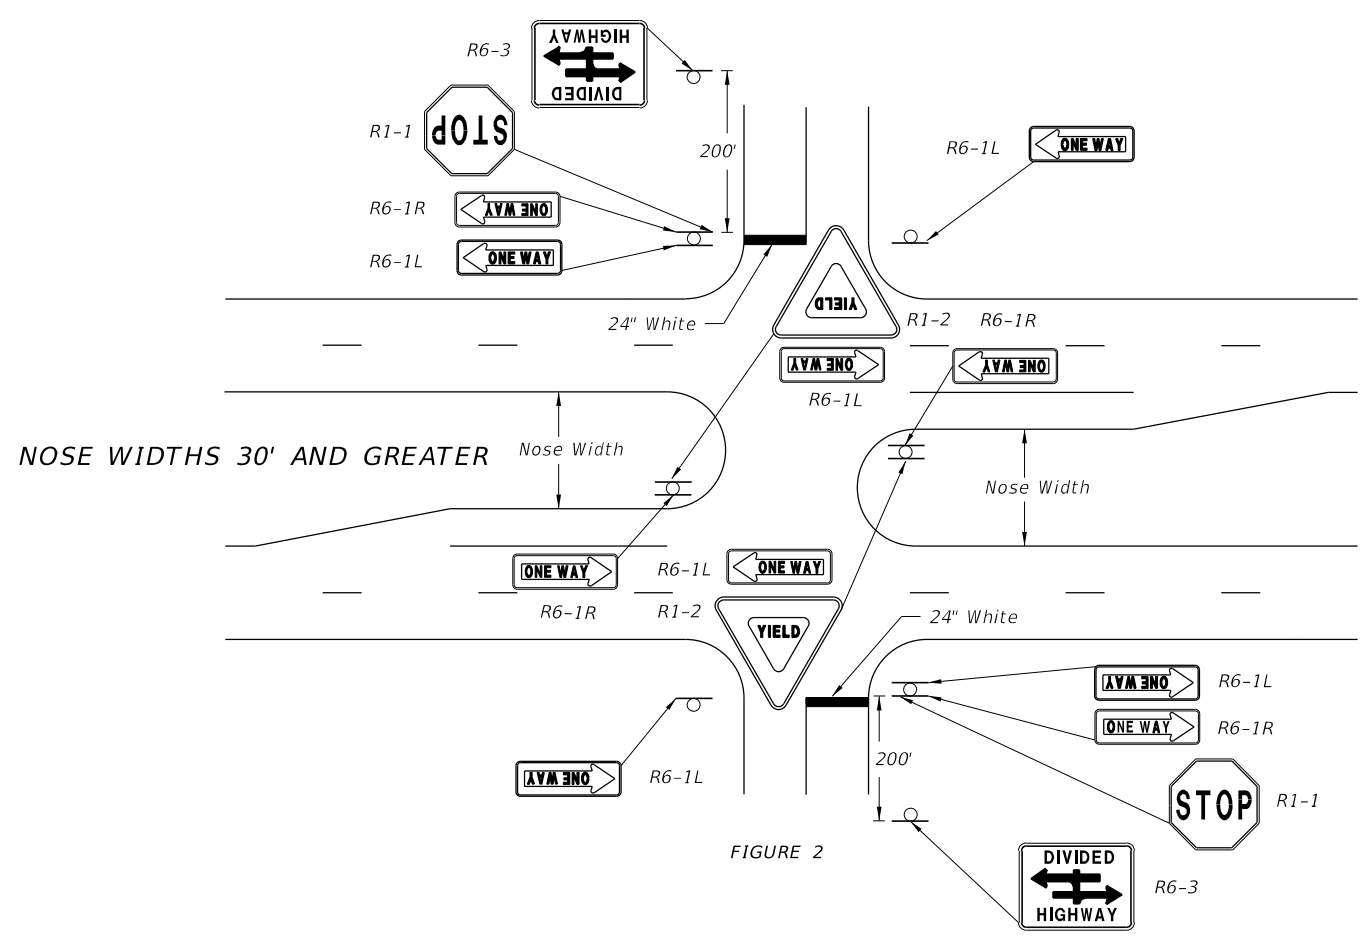 R6-3
DIVIDED
HIGHWAY
R1-1
STOP
200'
R6-1L
ONE WAY
R6-1R
ONE WAY
R6-1L
ONE WAY
24" White
YIELD
R1-2
R6-1R
ONE WAY
ONE WAY
R6-1L
NOSE WIDTHS 30' AND GREATER
Nose Width
Nose Width
ONE WAY
R6-1R
R6-1L
ONE WAY
R1-2
YIELD
24" White
ONE WAY
R6-1L
ONE WAY
R6-1R
ONE WAY
R6-1L
200'
STOP
R1-1
FIGURE 2
DIVIDED
HIGHWAY
R6-3